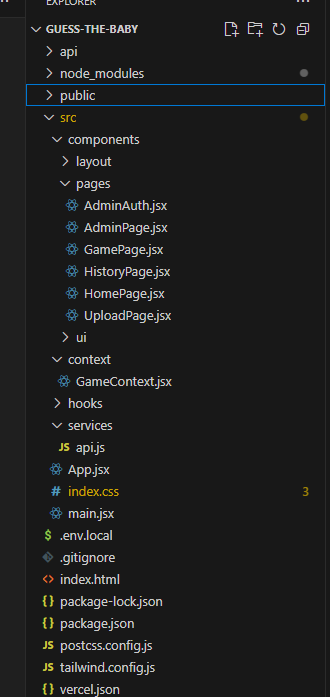 EXPLORER
GUESS-THE-BABY
api
node_modules
public
src
components
layout
pages
AdminAuth.jsx
AdminPage.jsx
GamePage.jsx
HistoryPage.jsx
HomePage.jsx
UploadPage.jsx
ui
context
GameContext.jsx
hooks
services
JS api.js
App.jsx
# index.css 3
main.jsx
$ .env.local
.gitignore
<> index.html
{} package-lock.json
{} package.json
JS postcss.config.js
JS tailwind.config.js
{} vercel.json